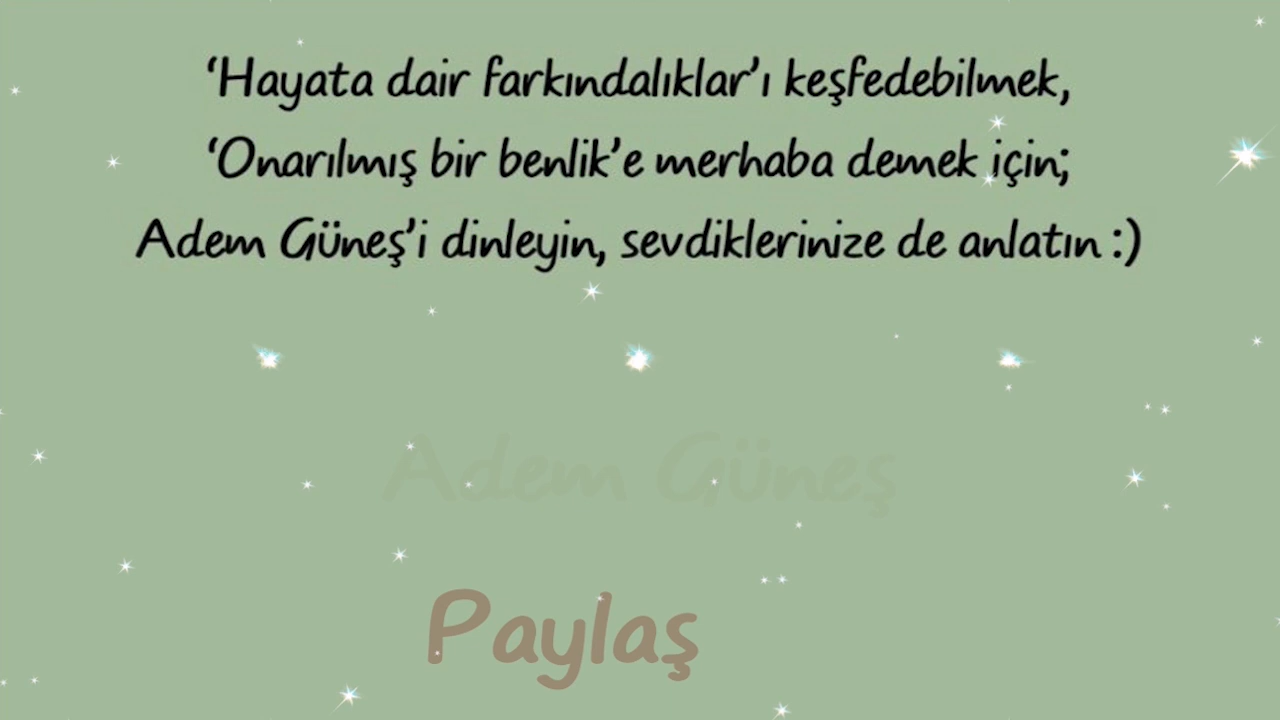 ‘Hayata dair farkındalıklar’ı keşfedebilmek,
‘Onarılmış bir benlik’e merhaba demek için;
Adem Güneş’i dinleyin, sevdiklerinize de anlatın :)
Adem Güneş
Paylaş